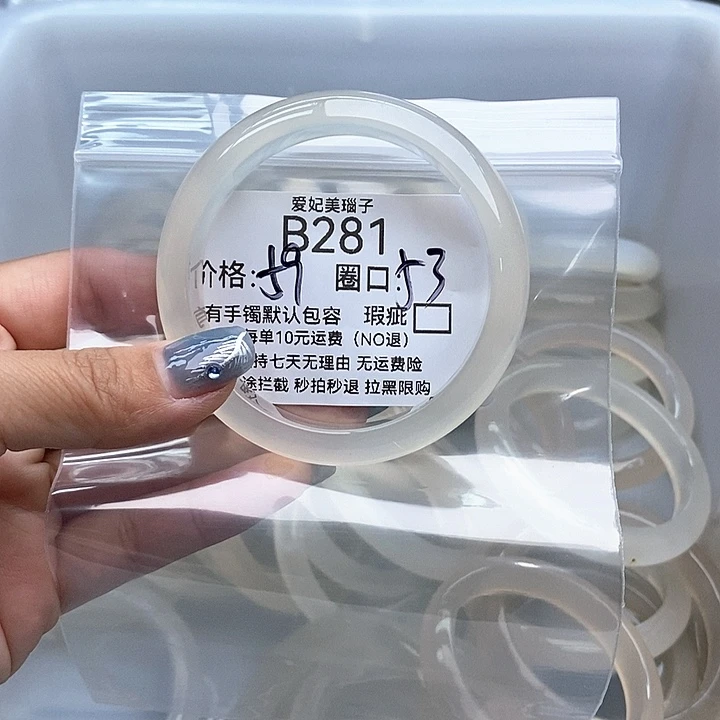 爱妃美瑙子
B281
价格:59 圈口:53
有手镯默认包容 瑕疵
每单10元运费（NO退）
持七天无理由 无运费险
途拦截 秒拍秒退 拉黑限购